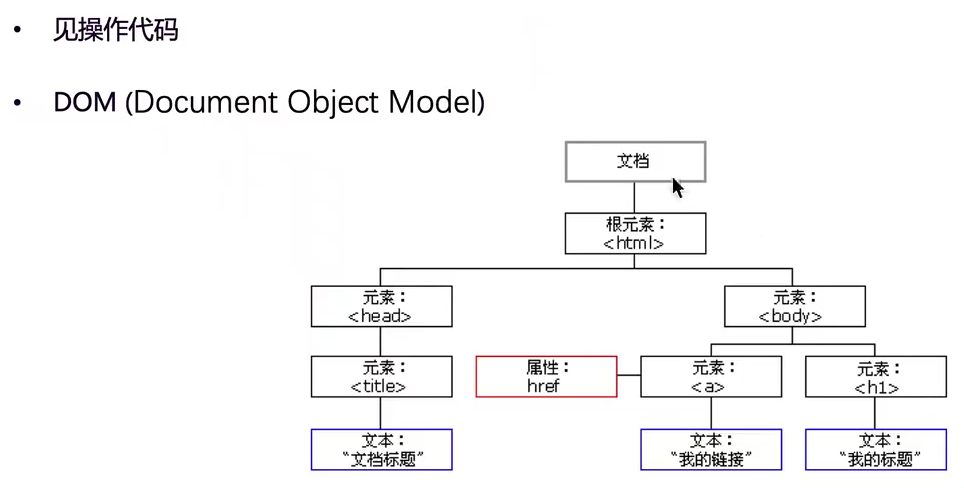 见操作代码
DOM (Document Object Model)
文档
根元素：
<html>
元素：
<head>
元素：
<body>
元素：
<title>
属性：
href
元素：
<a>
元素：
<h1>
文本：
“文档标题”
文本：
“我的链接”
文本：
“我的标题”